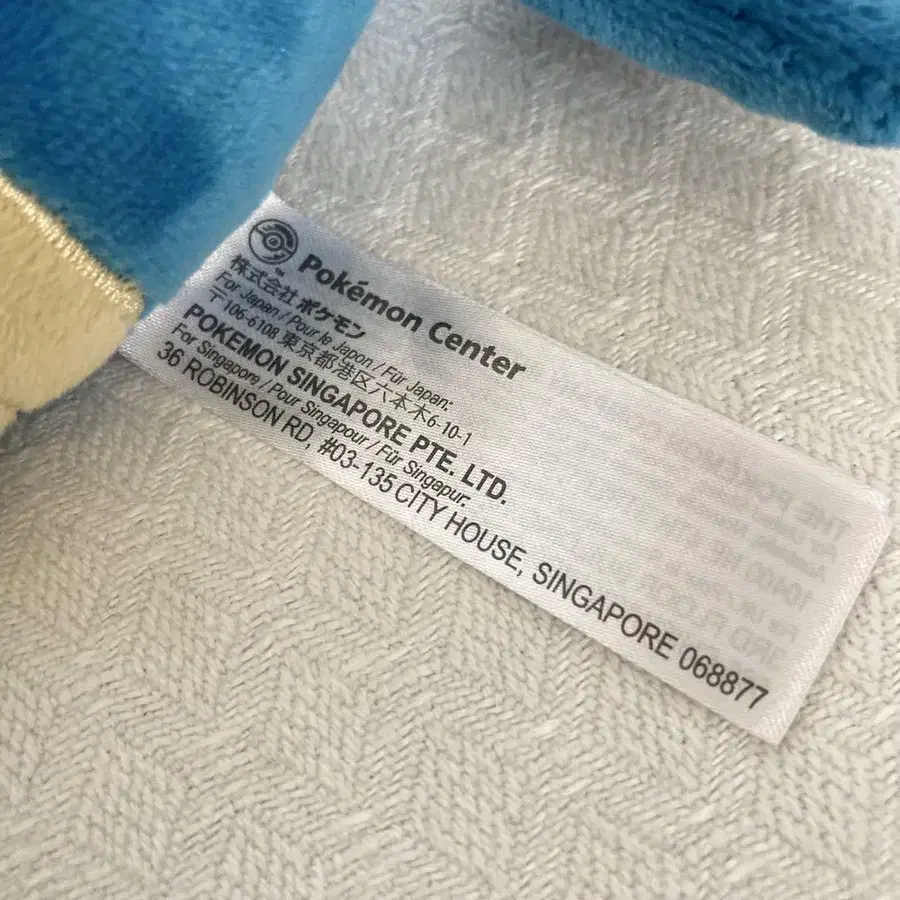 Pokémon Center
™
株式会社 ポケモン
For Japan / Pour le Japon / Für Japan:
〒106-6108 東京都港区六本木6-10-1
POKEMON SINGAPORE PTE. LTD.
For Singapore / Pour Singapour / Für Singapur:
36 ROBINSON RD, #03-135 CITY HOUSE, SINGAPORE 068877